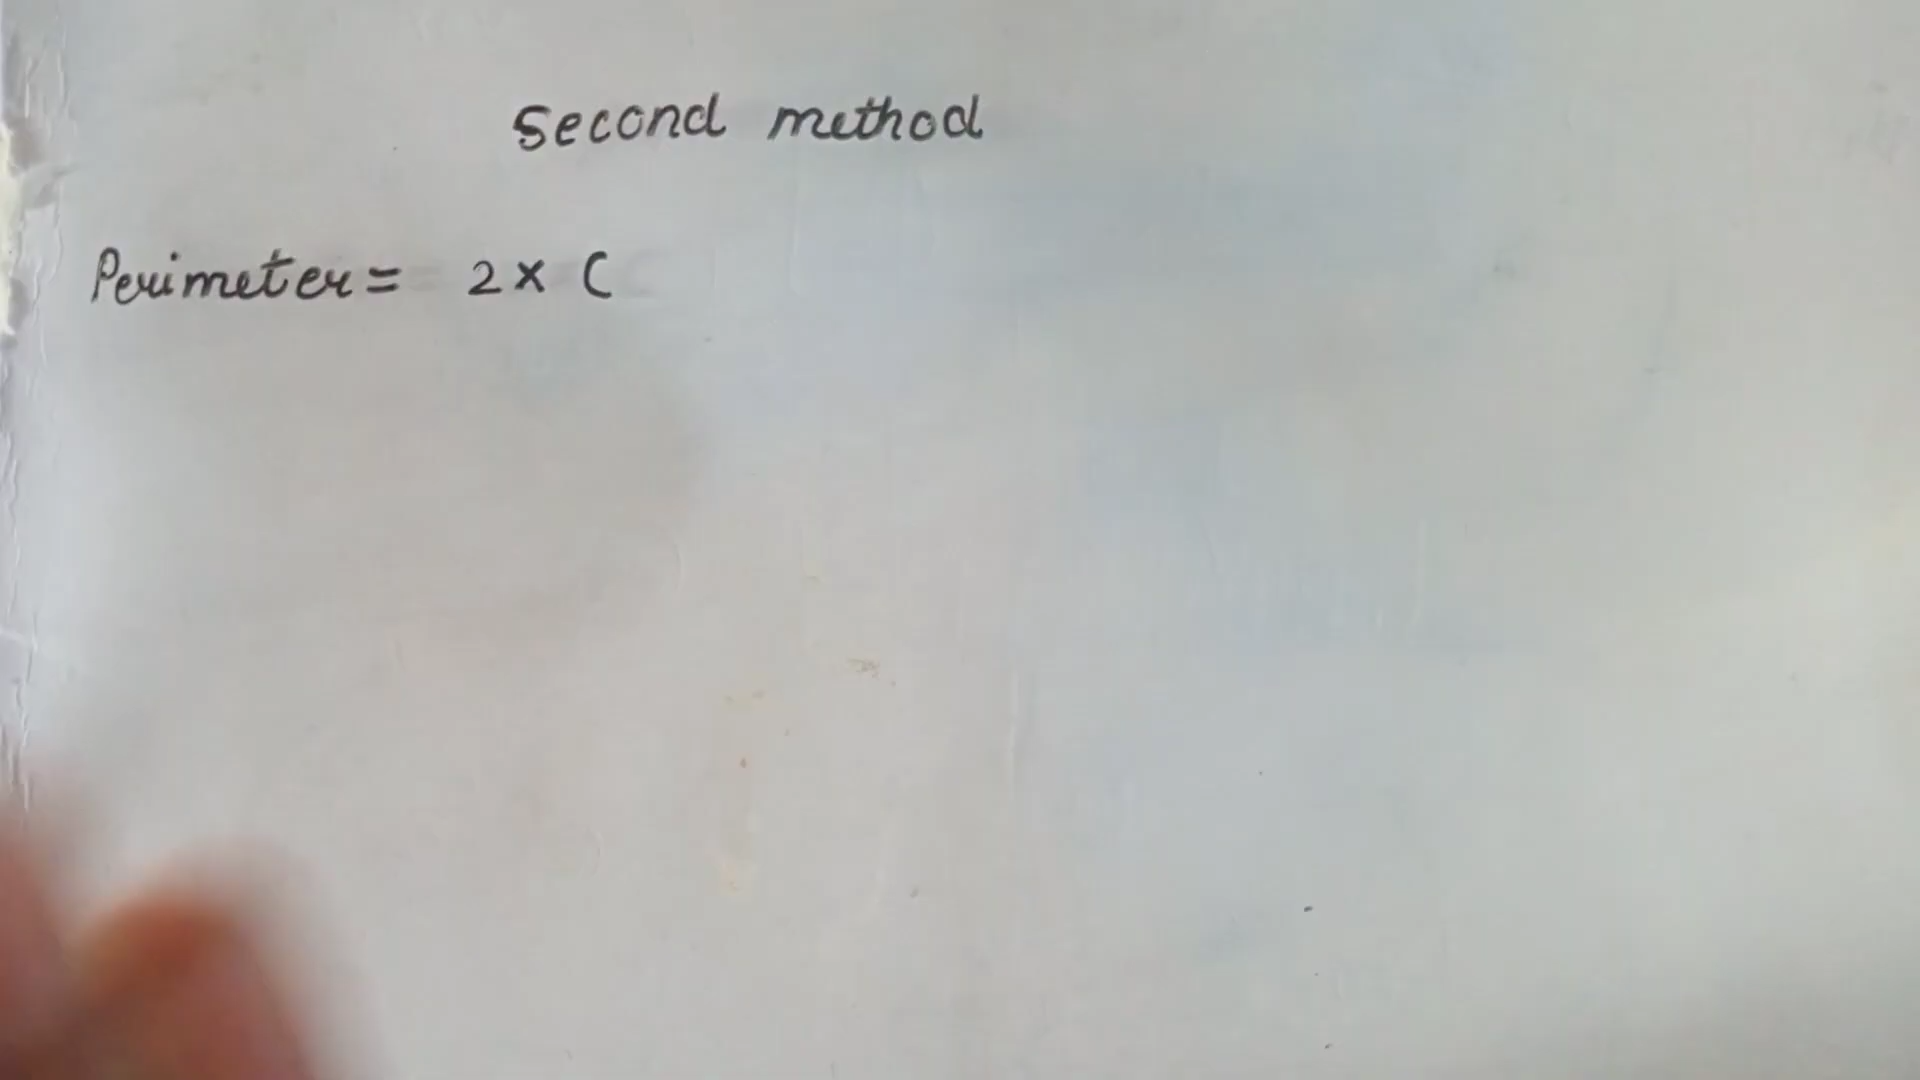 Second method
Perimeter = 2 × (